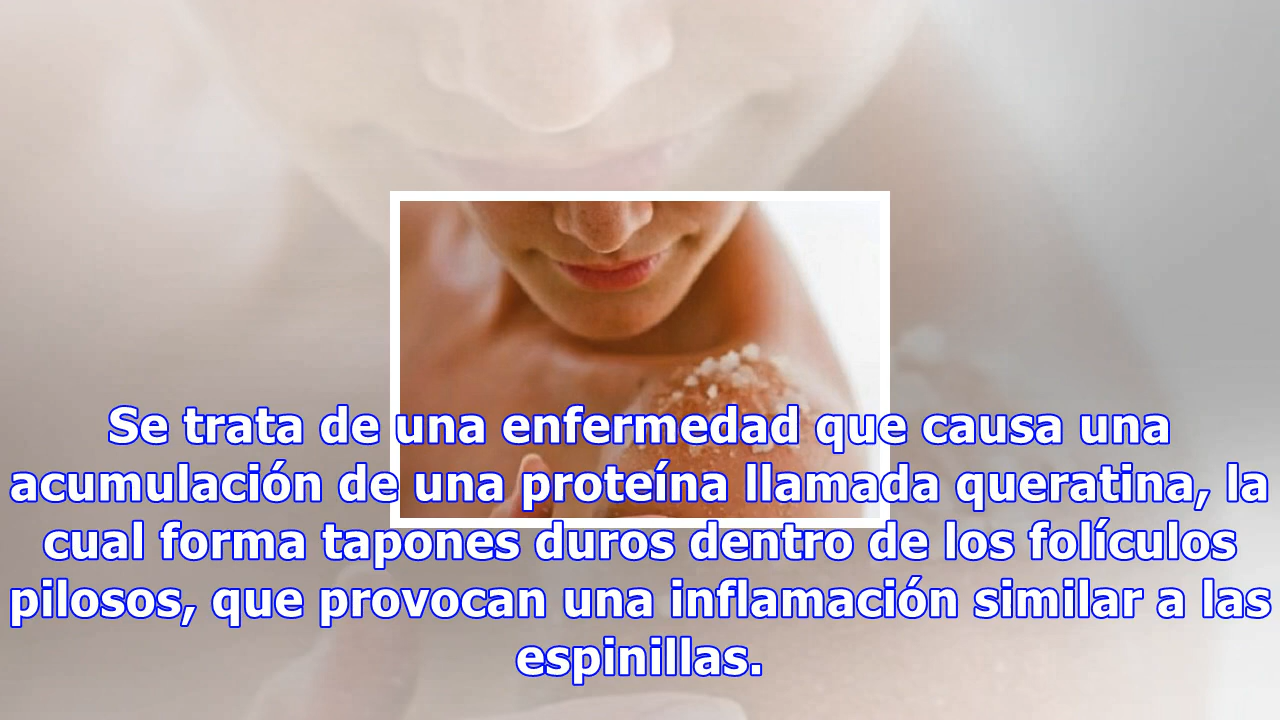 Se trata de una enfermedad que causa una
acumulación de una proteína llamada queratina, la
cual forma tapones duros dentro de los folículos
pilosos, que provocan una inflamación similar a las
espinillas.